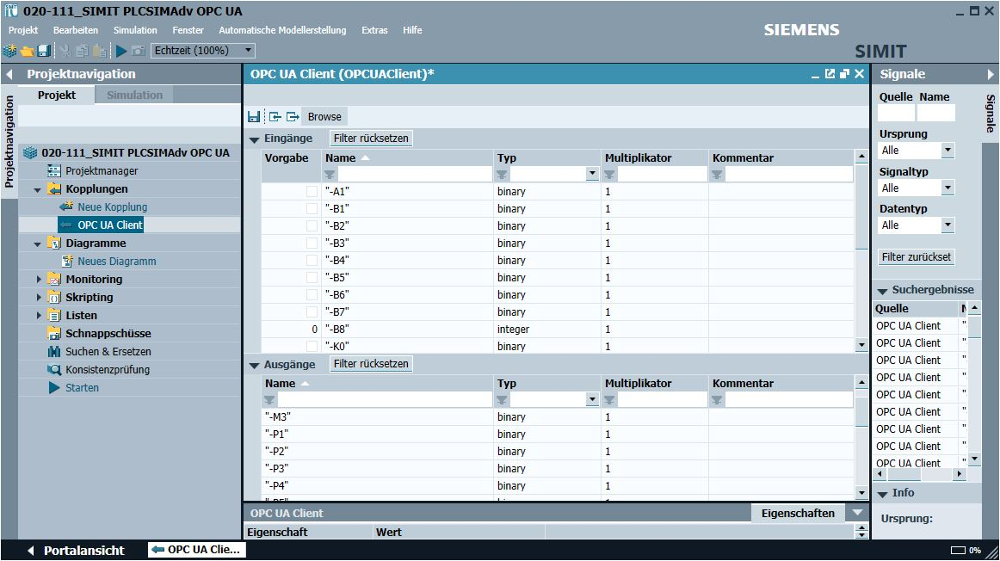 020-111_SIMIT PLCSIMAdv OPC UA
Projekt Bearbeiten Simulation Fenster Automatische Modellerstellung Extras Hilfe
SIEMENS
SIMIT
Echtzeit (100%)
Projektnavigation
Projekt Simulation
Projektnavigation
020-111_SIMIT PLCSIMAdv OPC UA
Projektmanager
Kopplungen
Neue Kopplung
OPC UA Client
Diagramme
Neues Diagramm
Monitoring
Skripting
Listen
Schnappschüsse
Suchen & Ersetzen
Konsistenzprüfung
Starten
OPC UA Client (OPCUAClient)*
Browse
Eingänge Filter rücksetzen
Vorgabe Name Typ Multiplikator Kommentar
"-A1" binary 1
"-B1" binary 1
"-B2" binary 1
"-B3" binary 1
"-B4" binary 1
"-B5" binary 1
"-B6" binary 1
"-B7" binary 1
0 "-B8" integer 1
"-K0" binary 1
Ausgänge Filter rücksetzen
Name Typ Multiplikator Kommentar
"-M3" binary 1
"-P1" binary 1
"-P2" binary 1
"-P3" binary 1
"-P4" binary 1
OPC UA Client Eigenschaften
Eigenschaft Wert
Signale
Signale
Quelle Name
Ursprung
Alle
Signaltyp
Alle
Datentyp
Alle
Filter zurückset
Suchergebnisse
Quelle
OPC UA Client
OPC UA Client
OPC UA Client
OPC UA Client
OPC UA Client
OPC UA Client
OPC UA Client
OPC UA Client
OPC UA Client
Info
Ursprung:
Portalansicht
OPC UA Clie...
0%